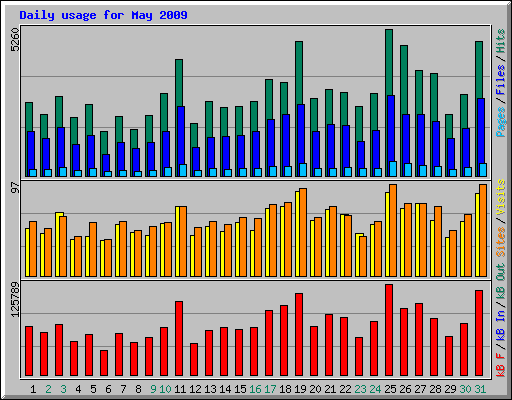 Daily usage for May 2009
5260
Pages / Files / Hits
97
Sites / Visits
125789
kB F / kB In / kB Out
1 2 3 4 5 6 7 8 9 10 11 12 13 14 15 16 17 18 19 20 21 22 23 24 25 26 27 28 29 30 31